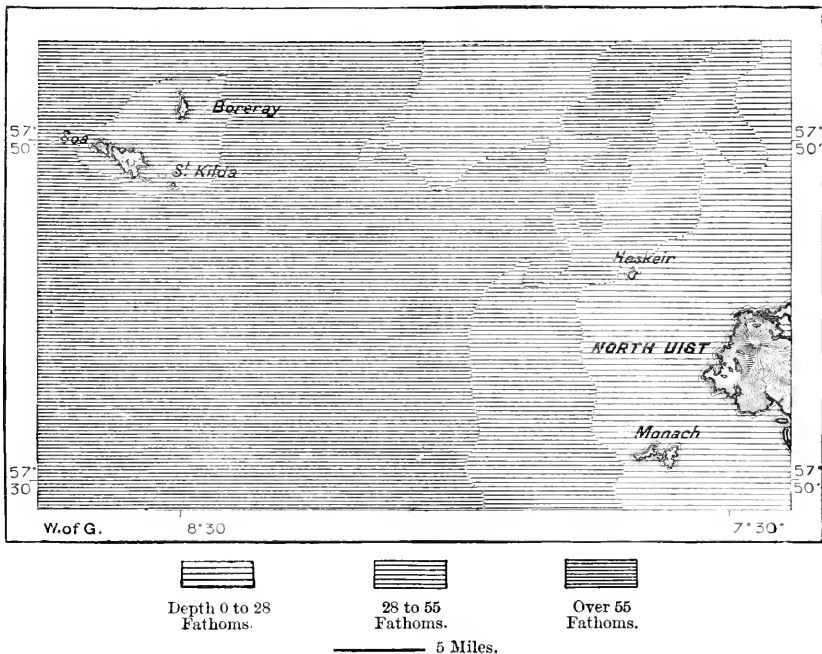 Boreray
57° 57°
50' 50'
Soa
St Kilda
Haskeir
NORTH UIST
Monach
57° 57°
30 50'
W. of G. 8°30 7°30'
Depth 0 to 28 Fathoms.
28 to 55 Fathoms.
Over 55 Fathoms.
5 Miles.